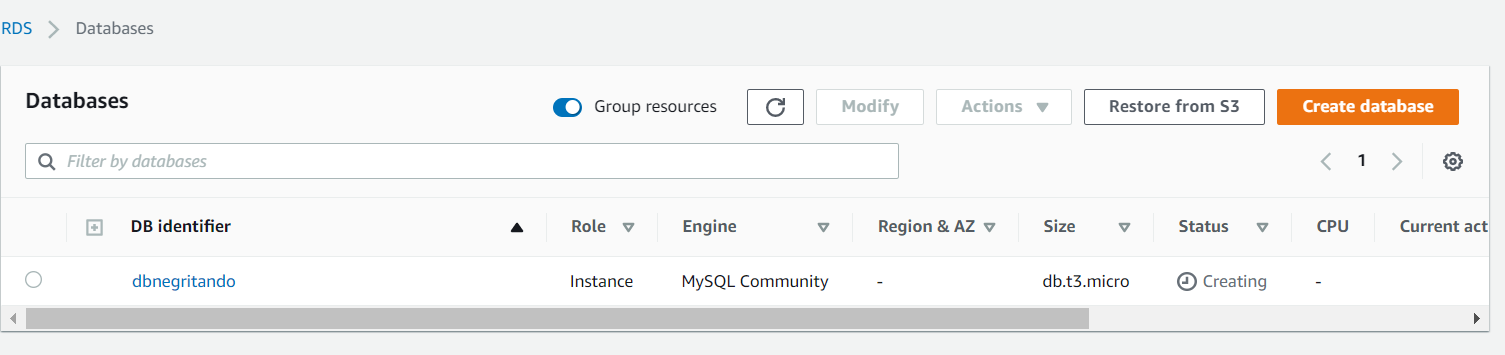 RDS Databases
Databases
Group resources Modify Actions Restore from S3 Create database
Filter by databases 1
DB identifier Role Engine Region & AZ Size Status CPU Current act
dbnegritando Instance MySQL Community - db.t3.micro Creating -